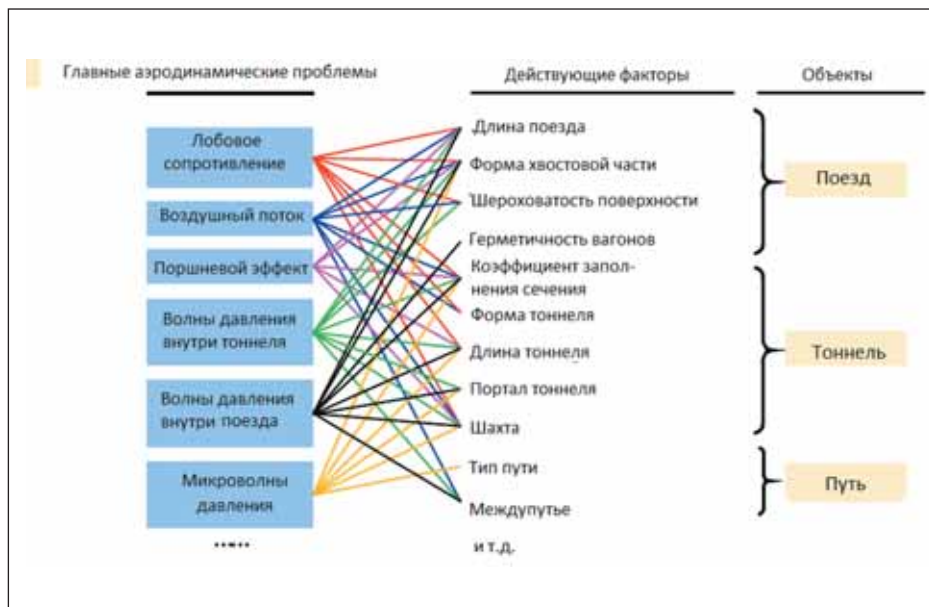 Главные аэродинамические проблемы
Лобовое
сопротивление
Воздушный поток
Поршневой эффект
Волны давления
внутри тоннеля
Волны давления
внутри поезда
Микроволны
давления
......
Действующие факторы
Длина поезда
Форма хвостовой части
Шероховатость поверхности
Герметичность вагонов
Коэффициент запол-
нения сечения
Форма тоннеля
Длина тоннеля
Портал тоннеля
Шахта
Тип пути
Междупутье
и т.д.
Объекты
Поезд
Тоннель
Путь